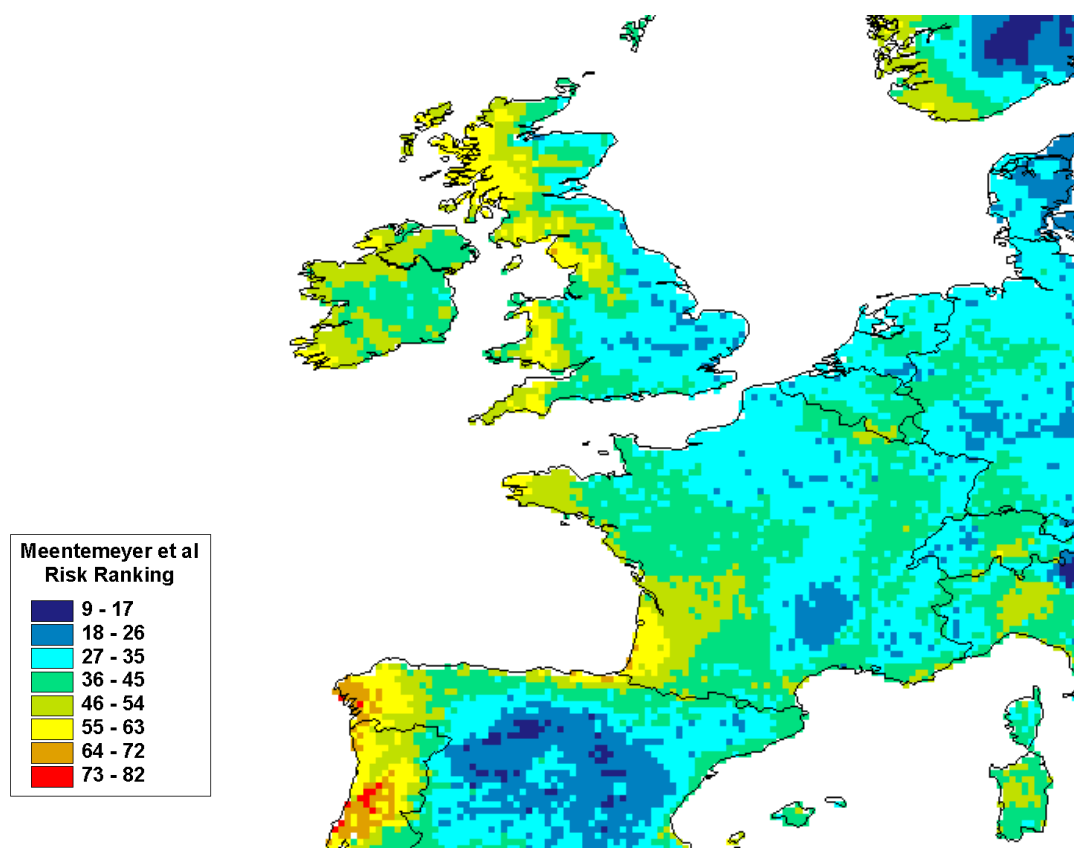 Meentemeyer et al
Risk Ranking
9 - 17
18 - 26
27 - 35
36 - 45
46 - 54
55 - 63
64 - 72
73 - 82